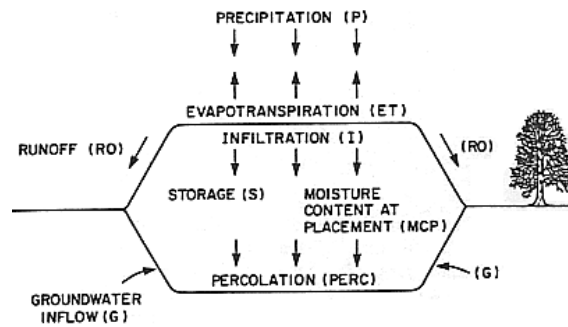 PRECIPITATION (P)
EVAPOTRANSPIRATION (ET)
RUNOFF (RO)
INFILTRATION (I)
(RO)
STORAGE (S)
MOISTURE
CONTENT AT
PLACEMENT (MCP)
PERCOLATION (PERC)
(G)
GROUNDWATER
INFLOW (G)